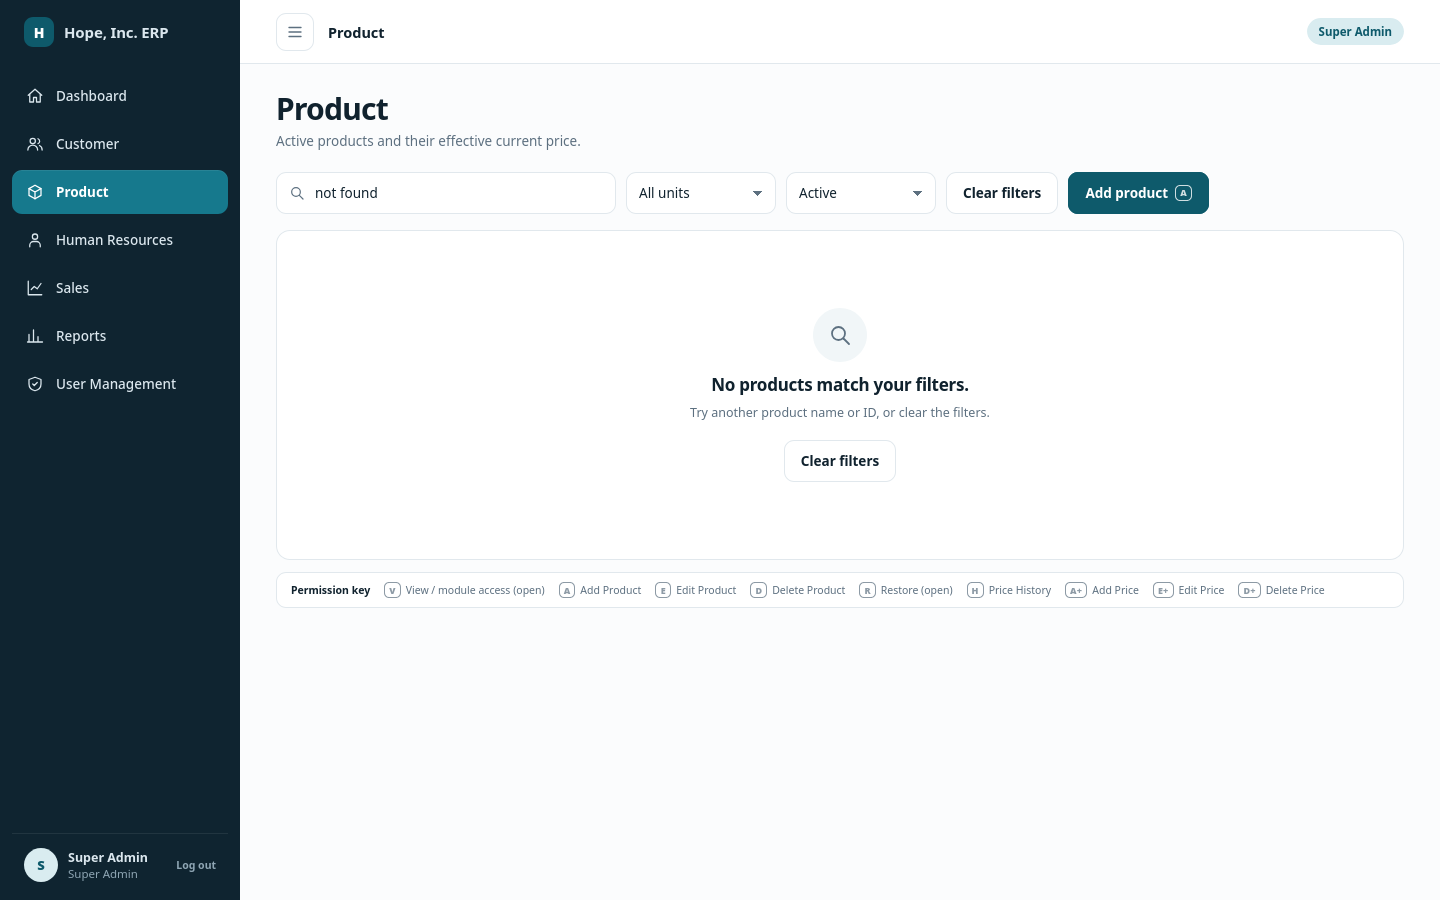 H Hope, Inc. ERP
Dashboard
Customer
Product
Human Resources
Sales
Reports
User Management
S Super Admin
Super Admin
Log out
Product
Super Admin
Product
Active products and their effective current price.
not found
All units
Active
Clear filters
Add product A
No products match your filters.
Try another product name or ID, or clear the filters.
Clear filters
Permission key V View / module access (open) A Add Product E Edit Product D Delete Product R Restore (open) H Price History A+ Add Price E+ Edit Price D+ Delete Price